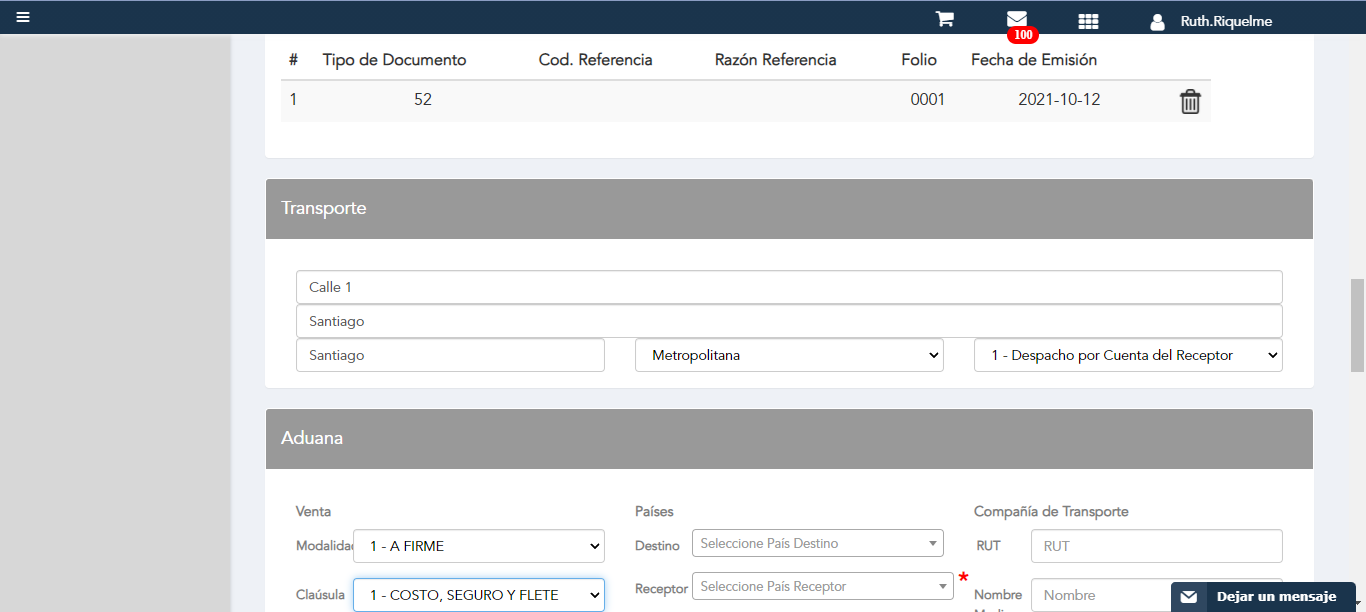 Ruth.Riquelme
100
# Tipo de Documento Cod. Referencia Razón Referencia Folio Fecha de Emisión
1 52 0001 2021-10-12
Transporte
Calle 1
Santiago
Santiago Metropolitana 1 - Despacho por Cuenta del Receptor
Aduana
Venta Países Compañía de Transporte
Modalidad 1 - A FIRME Destino Seleccione País Destino RUT RUT
Claúsula 1 - COSTO, SEGURO Y FLETE Receptor Seleccione País Receptor * Nombre Nombre
Dejar un mensaje